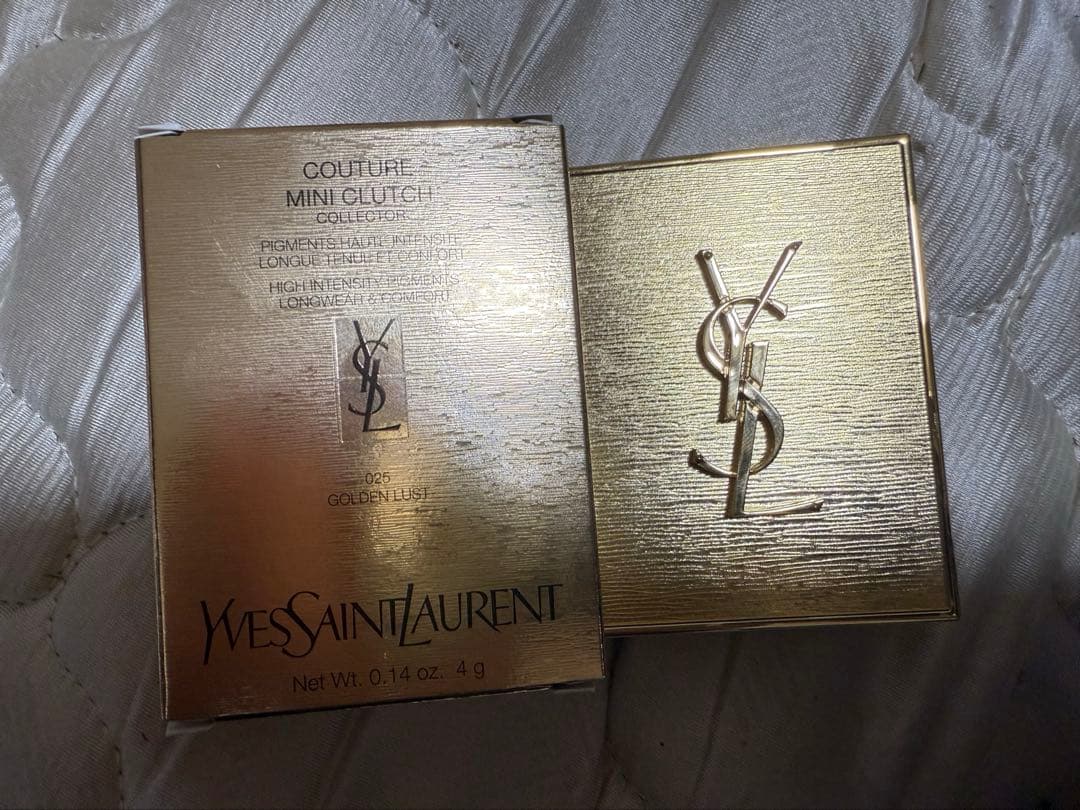 COUTURE
MINI CLUTCH
COLLECTOR
PIGMENTS HAUTE INTENSITÉ
LONGUE TENUE ET CONFORT
HIGH INTENSITY PIGMENTS
LONGWEAR & COMFORT
YSL
025
GOLDEN LUST
YVESSAINTLAURENT
Net Wt. 0.14 oz. 4 g
YSL